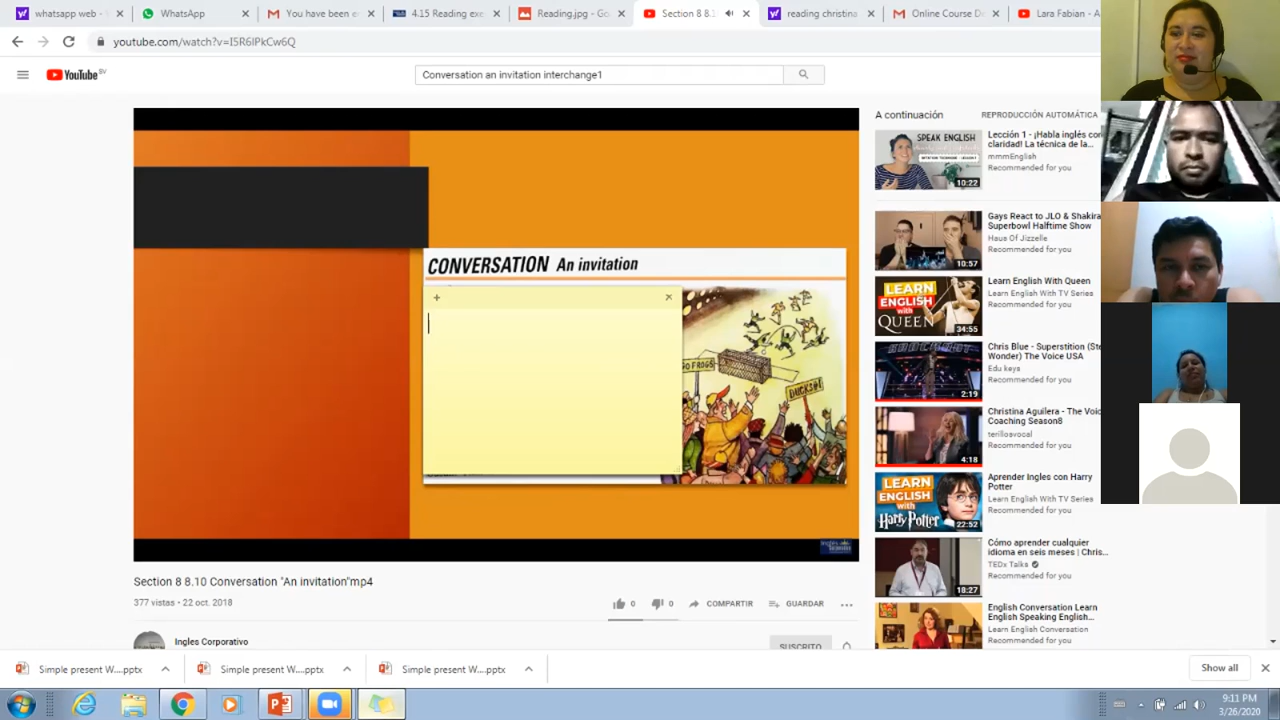 whatsapp web -
WhatsApp
You have been e
4.15 Reading exe
Reading.jpg - Go
Section 8 8.1
reading christina
Online Course De
Lara Fabian - A
youtube.com/watch?v=I5R6IPkCw6Q
YouTube BV
Conversation an invitation interchange1
CONVERSATION An invitation
GO FROGS
DUCKS#1
Section 8 8.10 Conversation "An invitation".mp4
377 vistas • 22 oct. 2018
0
0
COMPARTIR
GUARDAR
Ingles Corporativo
SUSCRITO
A continuación
REPRODUCCIÓN AUTOMÁTICA
SPEAK ENGLISH
10:22
Lección 1 - ¡Habla inglés con
claridad! La técnica de la...
mmmEnglish
Recommended for you
10:57
Gays React to JLO & Shakira
Superbowl Halftime Show
Haus Of Jizzelle
Recommended for you
LEARN
ENGLISH
with
QUEEN
34:55
Learn English With Queen
Learn English With TV Series
Recommended for you
2:19
Chris Blue - Superstition (Ste
Wonder) The Voice USA
Edu keys
Recommended for you
4:18
Christina Aguilera - The Voic
Coaching Season8
terillosvocal
Recommended for you
LEARN
ENGLISH
with
Harry
Potter
22:52
Aprender Ingles con Harry
Potter
Learn English With TV Series
Recommended for you
18:27
Cómo aprender cualquier
idioma en seis meses | Chris...
TEDx Talks
Recommended for you
English Conversation Learn
English Speaking English...
Learn English Conversation
Recommended for you
Simple present W....pptx
Simple present W....pptx
Simple present W....pptx
Show all
9:11 PM
3/26/2020